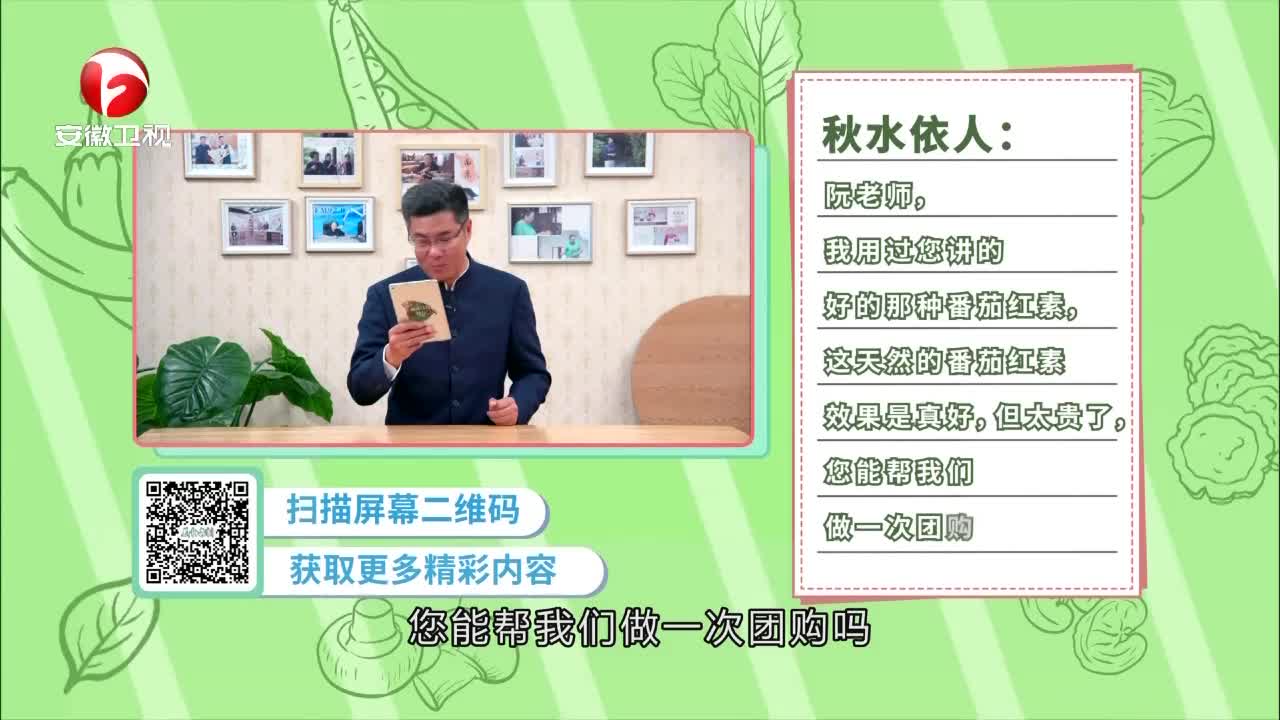 安徽卫视
秋水依人：
阮老师，
我用过您讲的
好的那种番茄红素，
这天然的番茄红素
效果是真好，但太贵了，
您能帮我们
做一次团购
扫描屏幕二维码
获取更多精彩内容
您能帮我们做一次团购吗